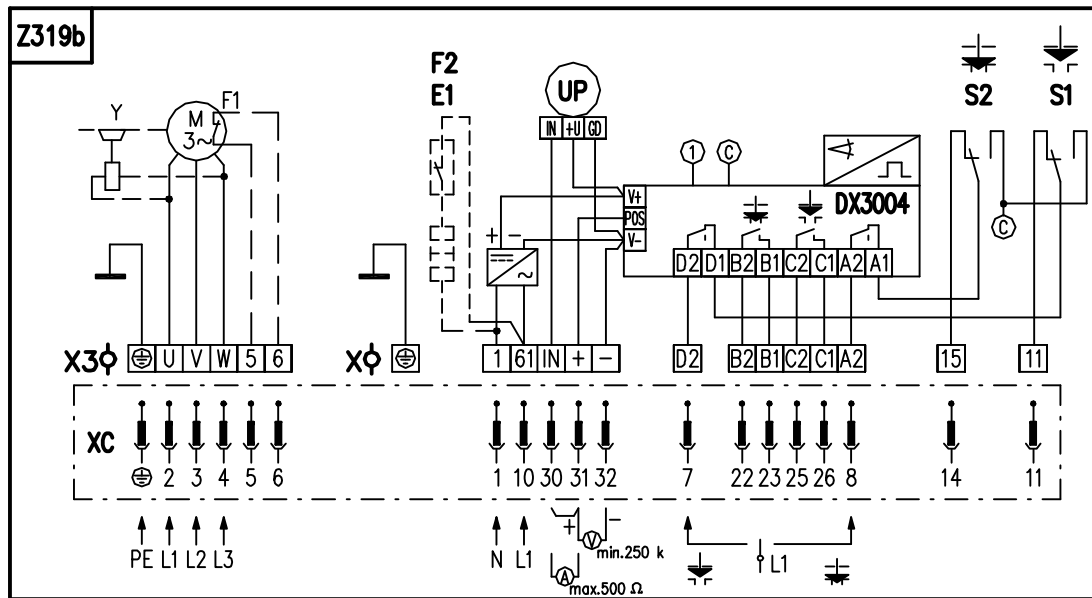 Z319b
F2
E1
UP
S2 S1
Y
F1
M
3~
IN +U GD
1 C
V+
POS
V-
DX3004
C
+ -
~
D2 D1 B2 B1 C2 C1 A2 A1
X3 U V W 5 6
X
1 61 IN + -
D2 B2 B1 C2 C1 A2 15 11
XC
2 3 4 5 6 1 10 30 31 32 7 22 23 25 26 8 14 11
PE L1 L2 L3 N L1
+ -
V
min.250 k
A
max.500 Ω
L1